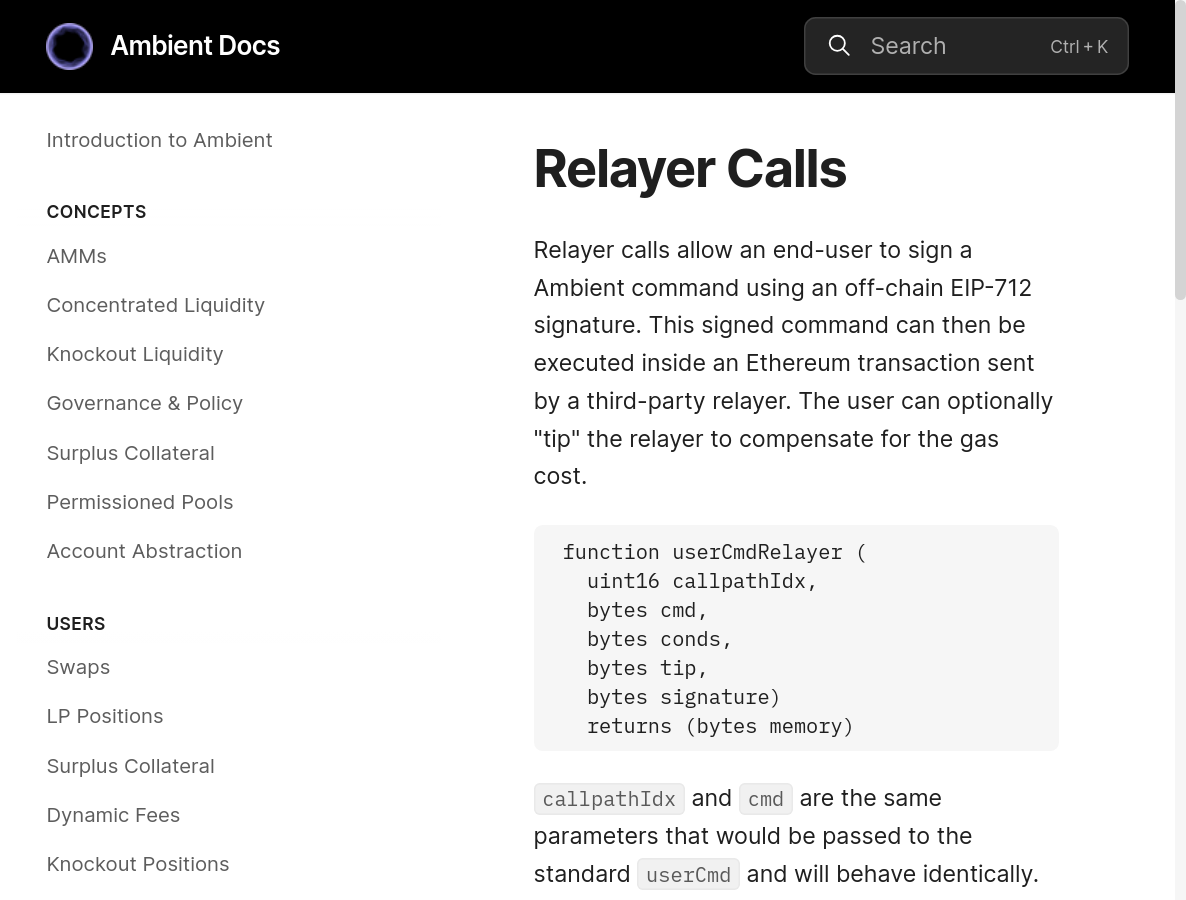 Ambient Docs
Search
Ctrl + K
Introduction to Ambient
CONCEPTS
AMMs
Concentrated Liquidity
Knockout Liquidity
Governance & Policy
Surplus Collateral
Permissioned Pools
Account Abstraction
USERS
Swaps
LP Positions
Surplus Collateral
Dynamic Fees
Knockout Positions
Relayer Calls
Relayer calls allow an end-user to sign a
Ambient command using an off-chain EIP-712
signature. This signed command can then be
executed inside an Ethereum transaction sent
by a third-party relayer. The user can optionally
"tip" the relayer to compensate for the gas
cost.
function userCmdRelayer (
  uint16 callpathIdx,
  bytes cmd,
  bytes conds,
  bytes tip,
  bytes signature)
  returns (bytes memory)
callpathIdx and cmd are the same
parameters that would be passed to the
standard userCmd and will behave identically.